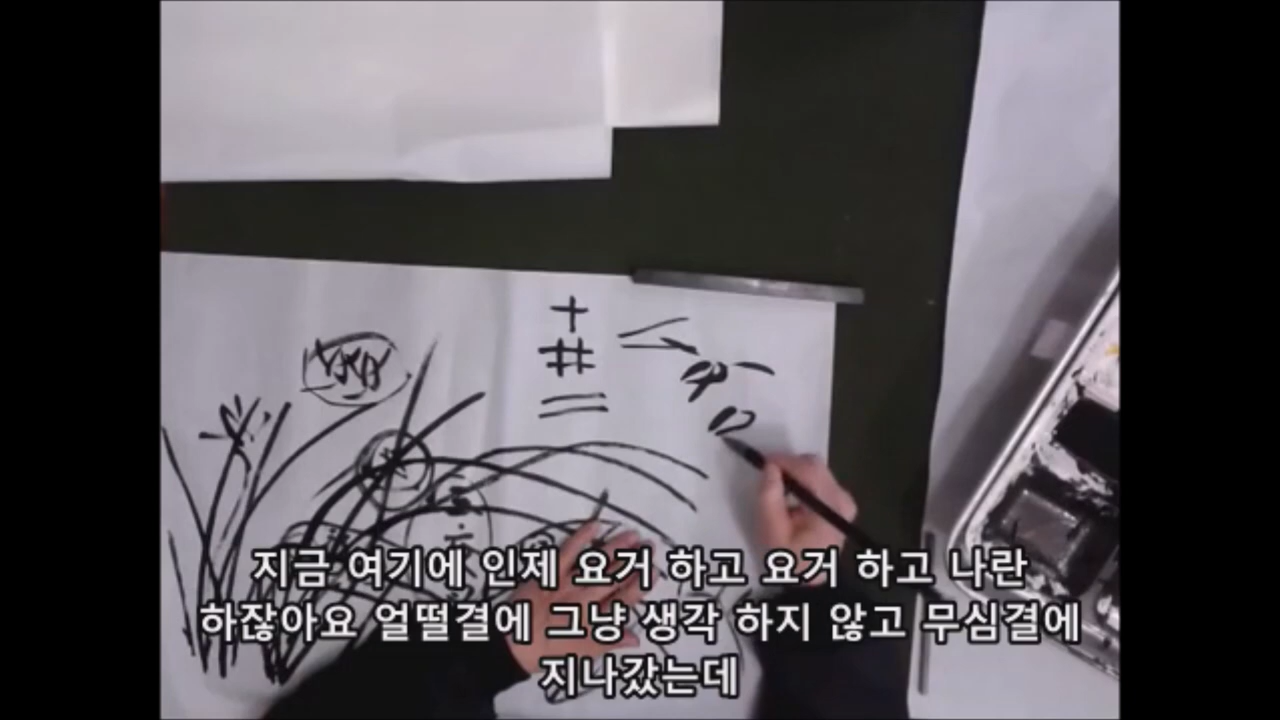 지금 여기에 인제 요거 하고 요거 하고 나란
하잖아요 얼떨결에 그냥 생각 하지 않고 무심결에
지나갔는데